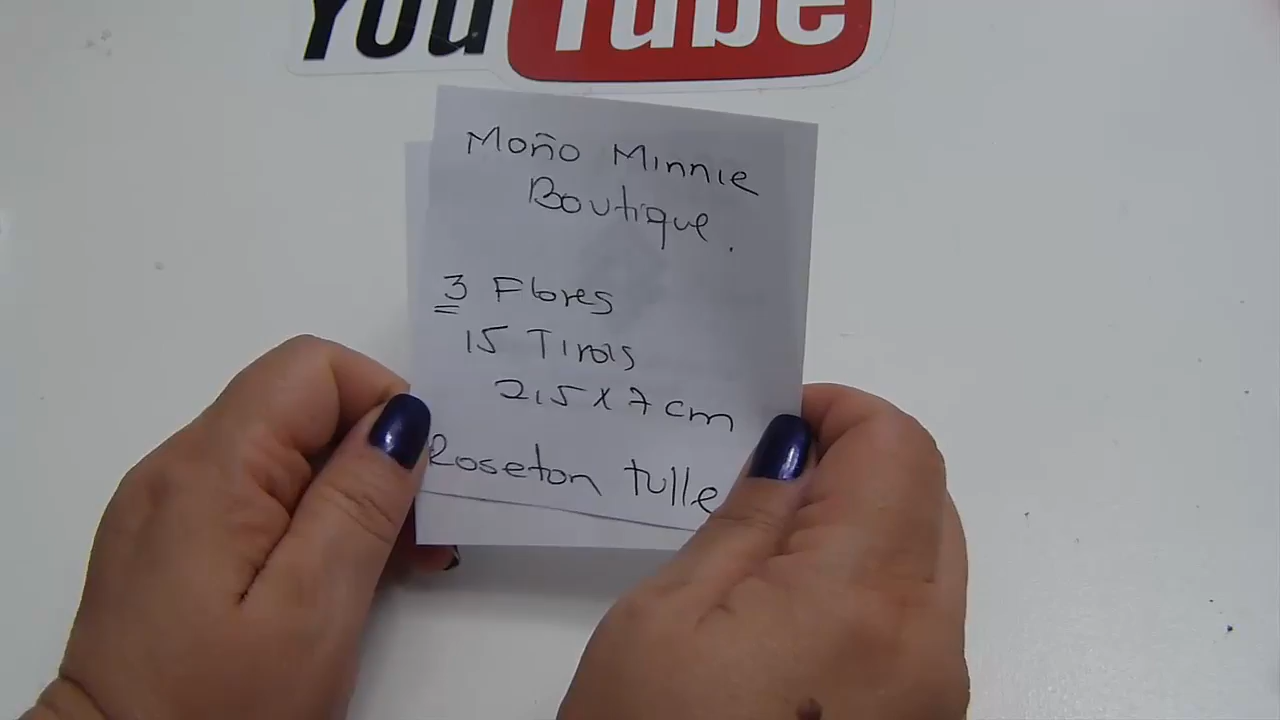 YouTube
Moño Minnie
Boutique.
3 Flores
15 Tiras
2,5 x 7 cm
Roseton tulle